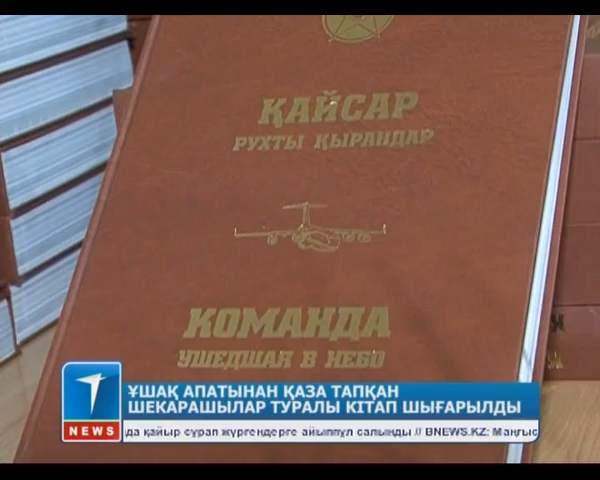 ҚАЙСАР
РУХТЫ ҚЫРАНДАР
КОМАНДА
УШЕДШАЯ В НЕБО
ҰШАҚ АПАТЫНАН ҚАЗА ТАПҚАН
ШЕКАРАШЫЛАР ТУРАЛЫ КІТАП ШЫҒАРЫЛДЫ
NEWS
да қайыр сұрап жүргендерге айыппұл салынды // BNEWS.KZ: Маңғыс